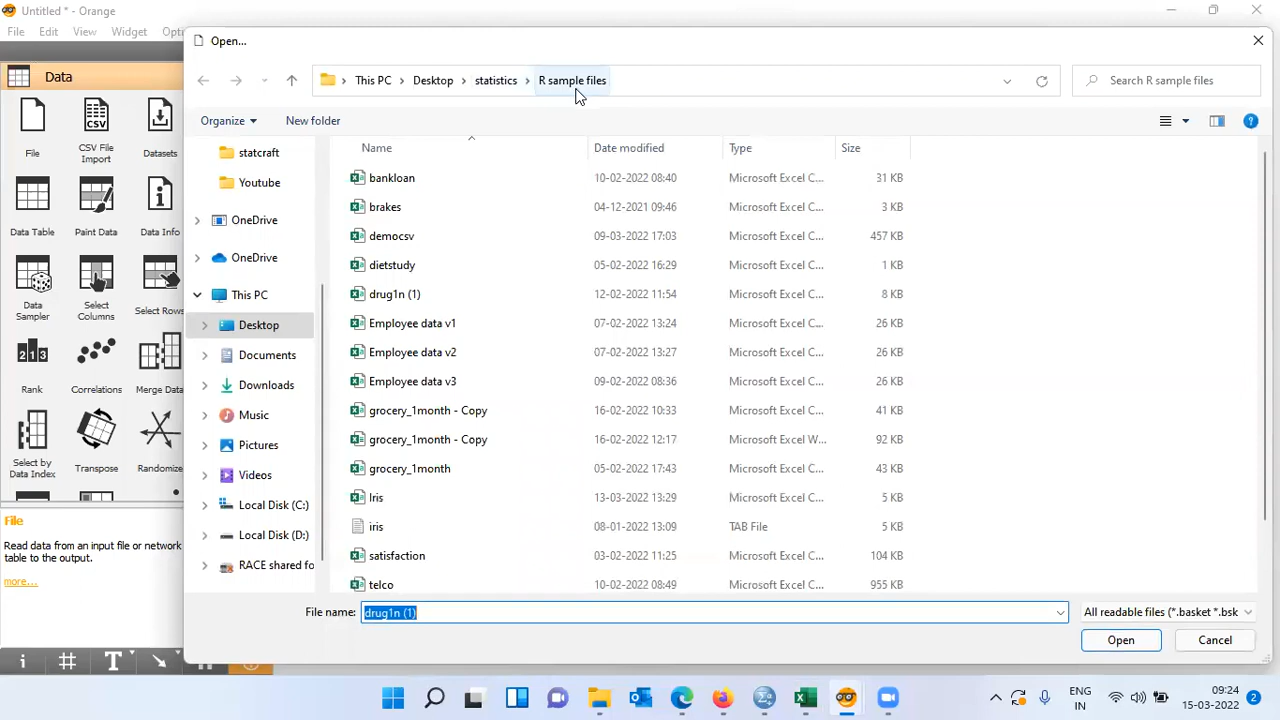 Untitled * - Orange
File Edit View Widget Opti
Open...
This PC Desktop statistics R sample files
Search R sample files
Organize New folder
Data
File
CSV File Import
Datasets
Data Table
Paint Data
Data Info
Data Sampler
Select Columns
Select Rows
Rank
Correlations
Merge Data
Select by Data Index
Transpose
Randomize
File
Read data from an input file or network
table to the output.
more...
statcraft
Youtube
OneDrive
OneDrive
This PC
Desktop
Documents
Downloads
Music
Pictures
Videos
Local Disk (C:)
Local Disk (D:)
RACE shared fo
Name Date modified Type Size
bankloan 10-02-2022 08:40 Microsoft Excel C... 31 KB
brakes 04-12-2021 09:46 Microsoft Excel C... 3 KB
democsv 09-03-2022 17:03 Microsoft Excel C... 457 KB
dietstudy 05-02-2022 16:29 Microsoft Excel C... 1 KB
drug1n (1) 12-02-2022 11:54 Microsoft Excel C... 8 KB
Employee data v1 07-02-2022 13:24 Microsoft Excel C... 26 KB
Employee data v2 07-02-2022 13:27 Microsoft Excel C... 26 KB
Employee data v3 09-02-2022 08:36 Microsoft Excel C... 26 KB
grocery_1month - Copy 16-02-2022 10:33 Microsoft Excel C... 41 KB
grocery_1month - Copy 16-02-2022 12:17 Microsoft Excel W... 92 KB
grocery_1month 05-02-2022 17:43 Microsoft Excel C... 43 KB
Iris 13-03-2022 13:29 Microsoft Excel C... 5 KB
iris 08-01-2022 13:09 TAB File 5 KB
satisfaction 03-02-2022 11:25 Microsoft Excel C... 104 KB
telco 10-02-2022 08:49 Microsoft Excel C... 955 KB
File name: drug1n (1) All readable files (*.basket *.bsk
Open Cancel
ENG
IN
09:24
15-03-2022
2